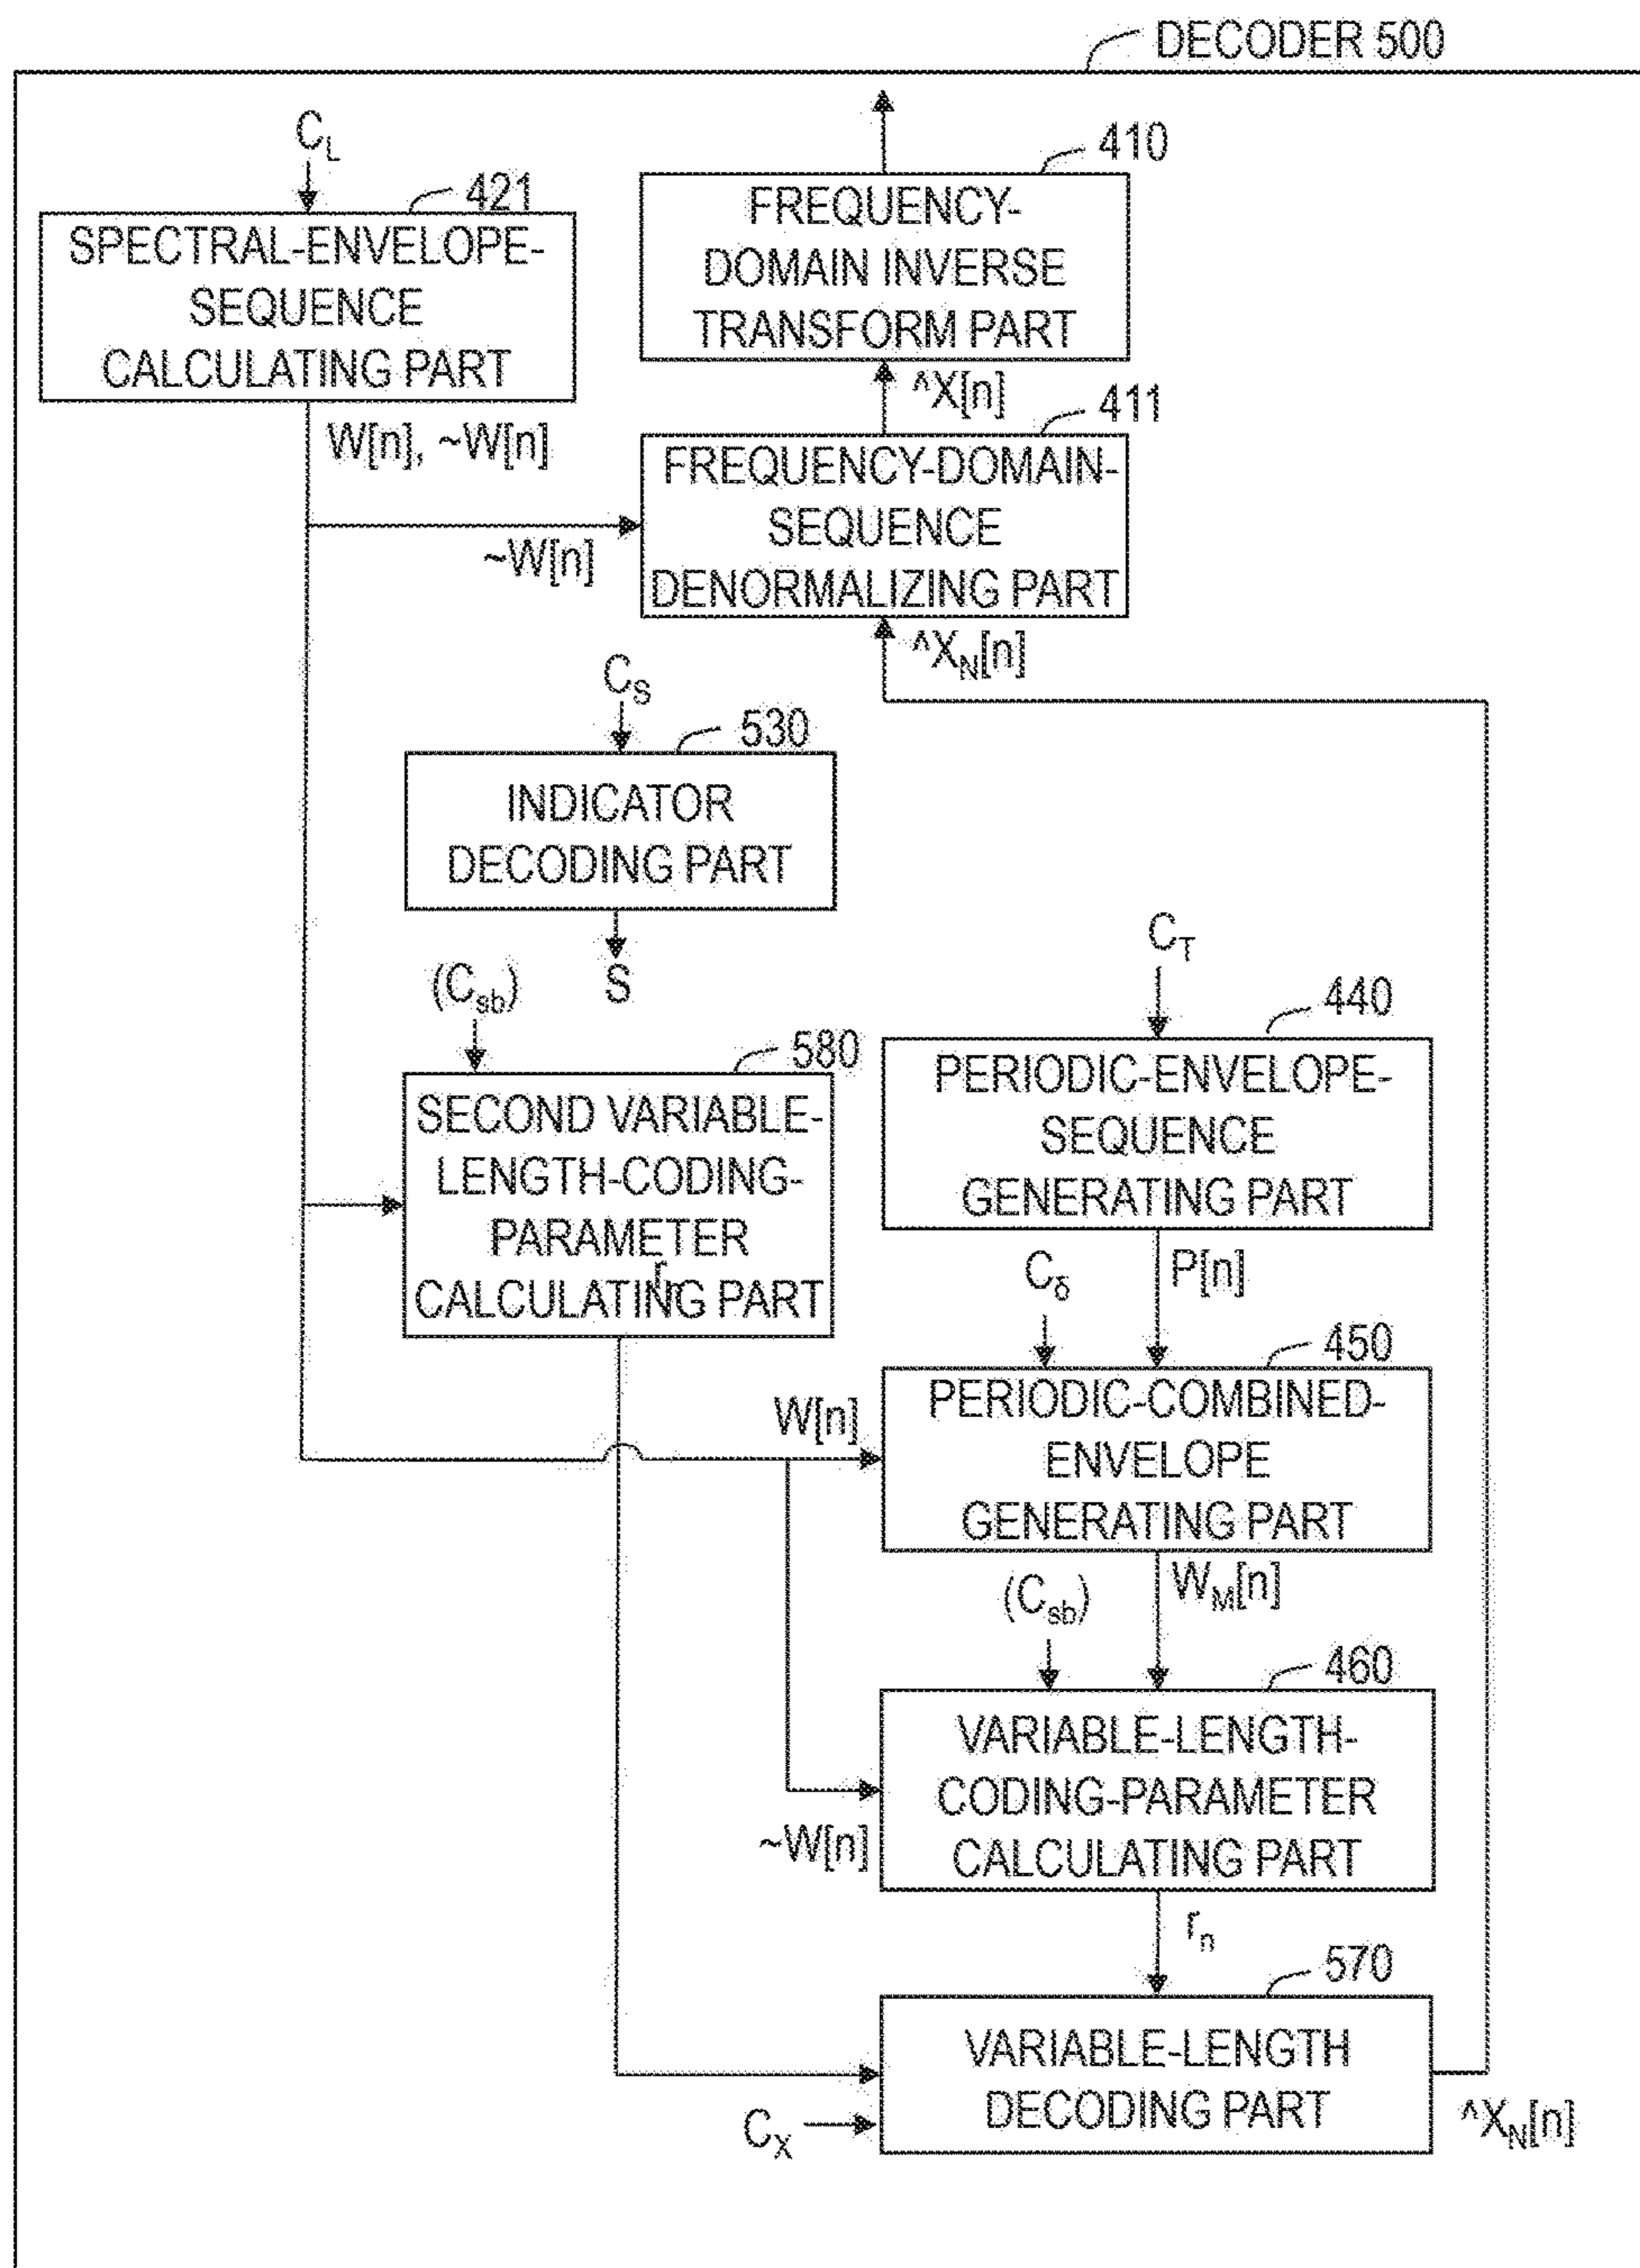 DECODER 500
C_L
421
SPECTRAL-ENVELOPE-
SEQUENCE
CALCULATING PART
W[n], ~W[n]
410
FREQUENCY-
DOMAIN INVERSE
TRANSFORM PART
^X[n]
411
FREQUENCY-DOMAIN-
SEQUENCE
DENORMALIZING PART
~W[n]
^X_N[n]
C_S
530
INDICATOR
DECODING PART
S
(C_sb)
580
SECOND VARIABLE-
LENGTH-CODING-
PARAMETER
CALCULATING PART
r_n
C_T
440
PERIODIC-ENVELOPE-
SEQUENCE
GENERATING PART
C_δ
P[n]
450
PERIODIC-COMBINED-
ENVELOPE
GENERATING PART
W[n]
(C_sb)
W_M[n]
460
VARIABLE-LENGTH-
CODING-PARAMETER
CALCULATING PART
~W[n]
r_n
570
VARIABLE-LENGTH
DECODING PART
C_X
^X_N[n]